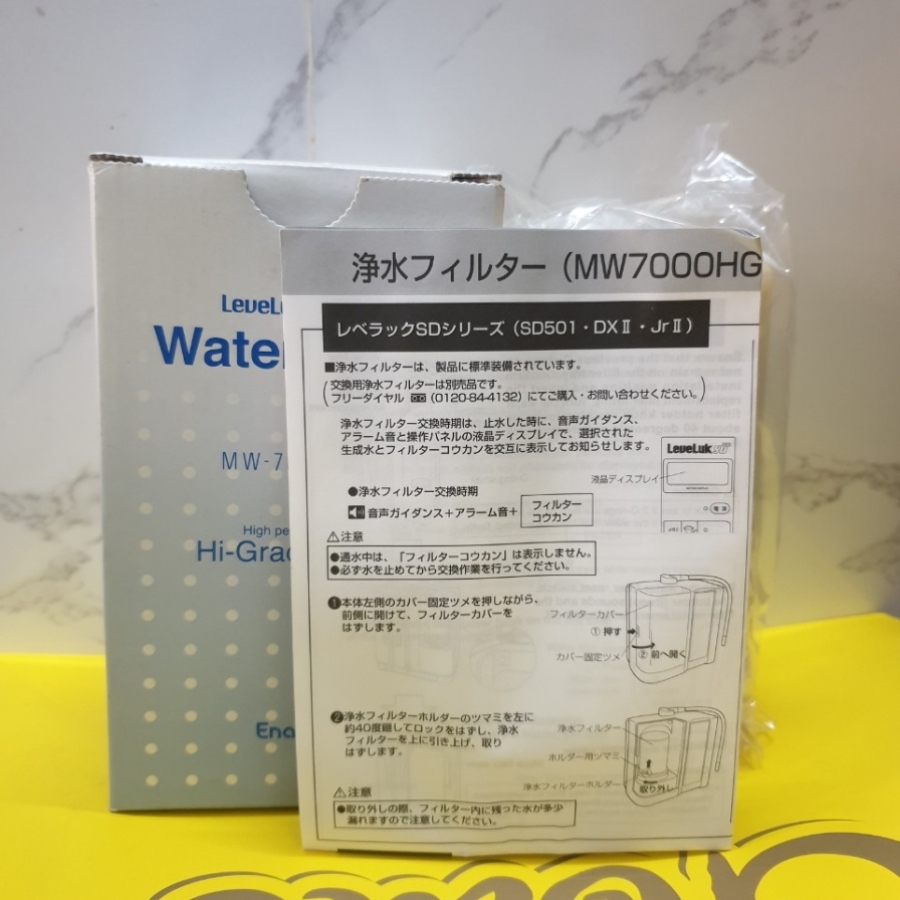 LeveL
Wate
MW-7
High pe
Hi-Grad
Ena
浄水フィルター（MW7000HG
レベラックSDシリーズ（SD501・DXⅡ・JrⅡ）
■浄水フィルターは、製品に標準装備されています。
（交換用浄水フィルターは別売品です。
フリーダイヤル （0120-84-4132）にてご購入・お問い合わせください。）
浄水フィルター交換時期は、止水した時に、音声ガイダンス、
アラーム音と操作パネルの液晶ディスプレイで、選択された
生成水とフィルターコウカンを交互に表示してお知らせします。
LeveLuk SD
液晶ディスプレイ
●浄水フィルター交換時期
音声ガイダンス＋アラーム音＋
フィルター
コウカン
⚠注意
●通水中は、「フィルターコウカン」は表示しません。
●必ず水を止めてから交換作業を行ってください。
❶本体左側のカバー固定ツメを押しながら、
前側に開けて、フィルターカバーを
はずします。
フィルターカバー
①押す
カバー固定ツメ
②前へ開く
❷浄水フィルターホルダーのツマミを左に
約40度廻してロックをはずし、浄水
フィルターを上に引き上げ、取り
はずします。
浄水フィルター
ホルダー用ツマミ
浄水フィルターホルダー
取り外し
⚠注意
●取り外しの際、フィルター内に残った水が多少
漏れますので注意してください。